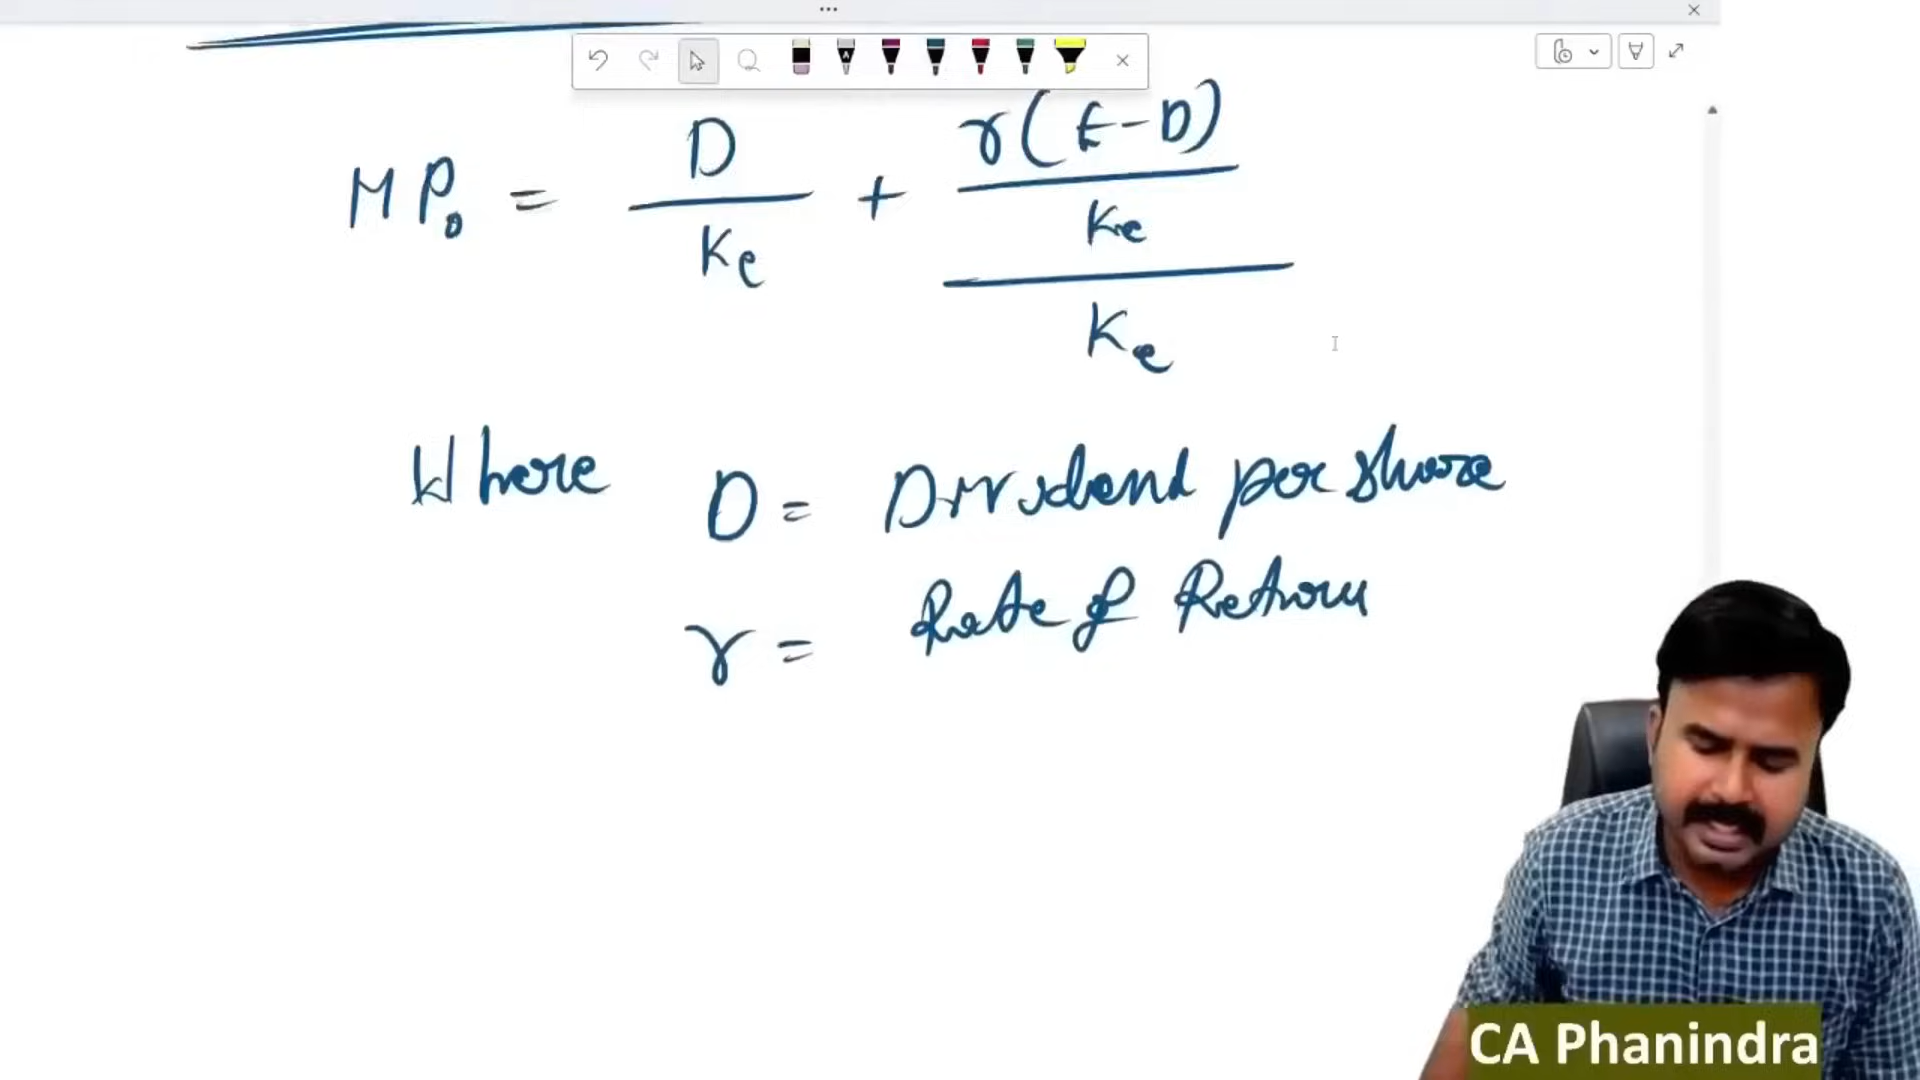 MP₀ = D/Ke + (r(E-D)/Ke)/Ke
Where D = Dividend per share
r = Rate of Return
CA Phanindra